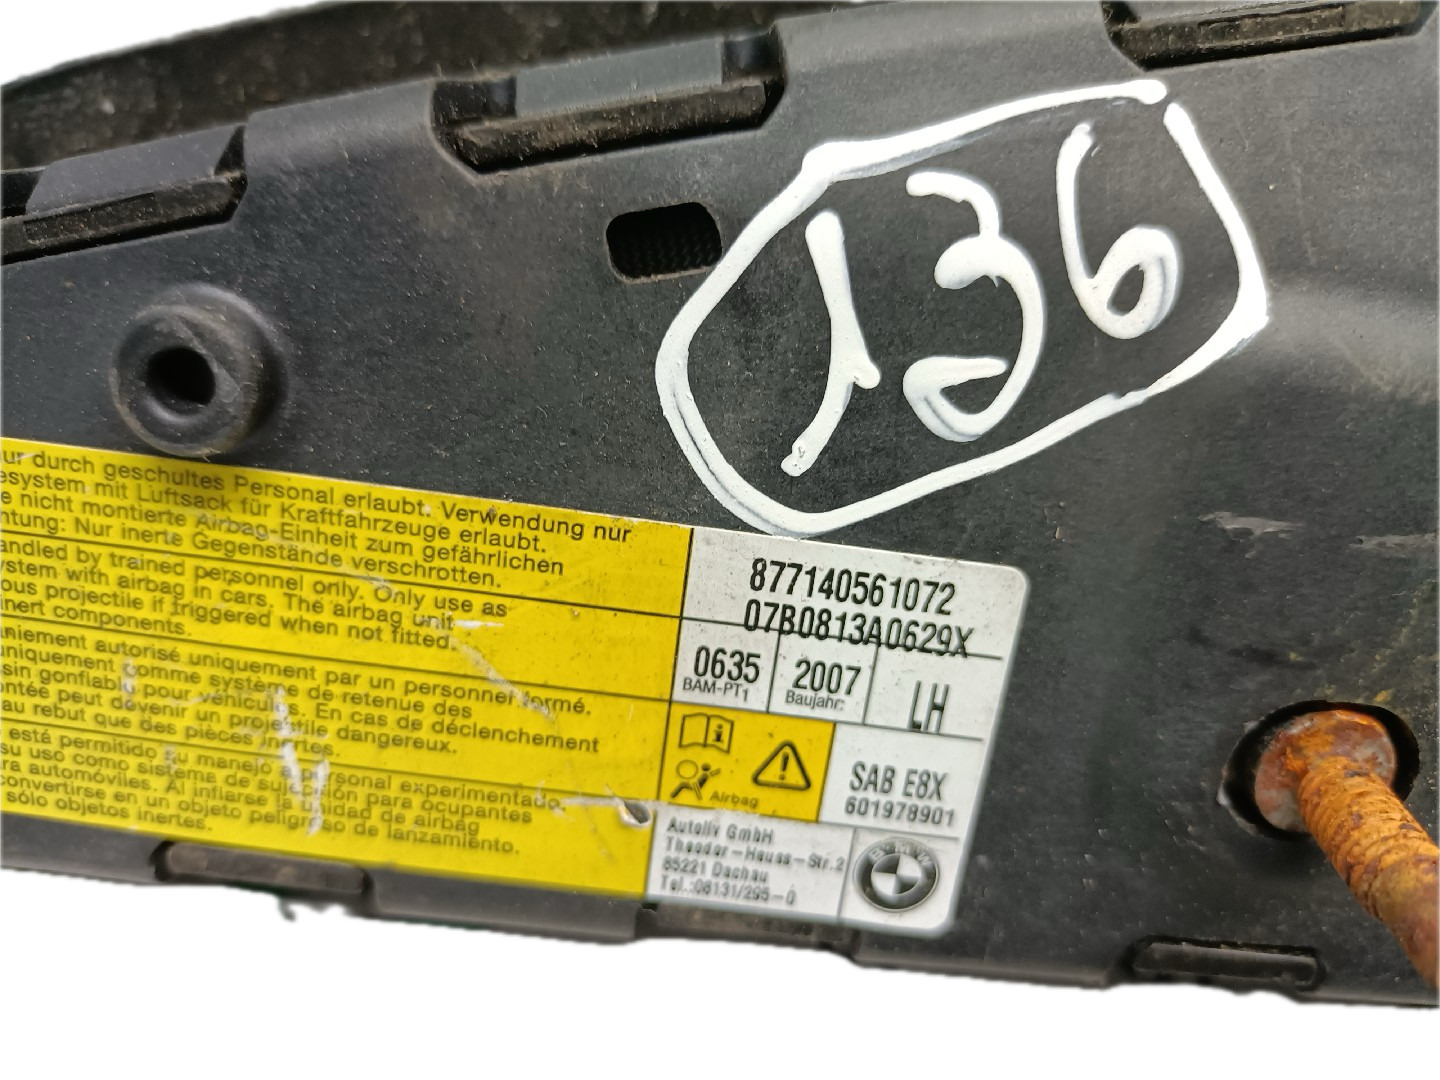 136
ur durch geschultes Personal erlaubt. Verwendung nur
esystem mit Luftsack für Kraftfahrzeuge erlaubt.
e nicht montierte Airbag-Einheit zum gefährlichen
htung: Nur inerte Gegenstände verschrotten.
andled by trained personnel only. Only use as
ystem with airbag in cars. The airbag unit
ous projectile if triggered when not fitted.
inert components.
aniement autorisé uniquement par un personnel formé.
uniquement comme système de retenue des
sin gonflable pour véhicules. En cas de déclenchement
ontée peut devenir un projectile dangereux.
au rebut que des pièces inertes.
está permitido su manejo a personal experimentado.
su uso como sistema de sujeción para ocupantes
ra automóviles. Al inflarse la unidad de airbag
convertirse en un objeto peligroso de lanzamiento.
sólo objetos inertes.
877140561072
07B0813A0629X
0635 2007 LH
BAM-PT1 Baujahr:
Airbag
SAB E8X
601978901
Autoliv GmbH
Theodor-Heuss-Str.2
85221 Dachau
Tel.:08131/295-0
BMW